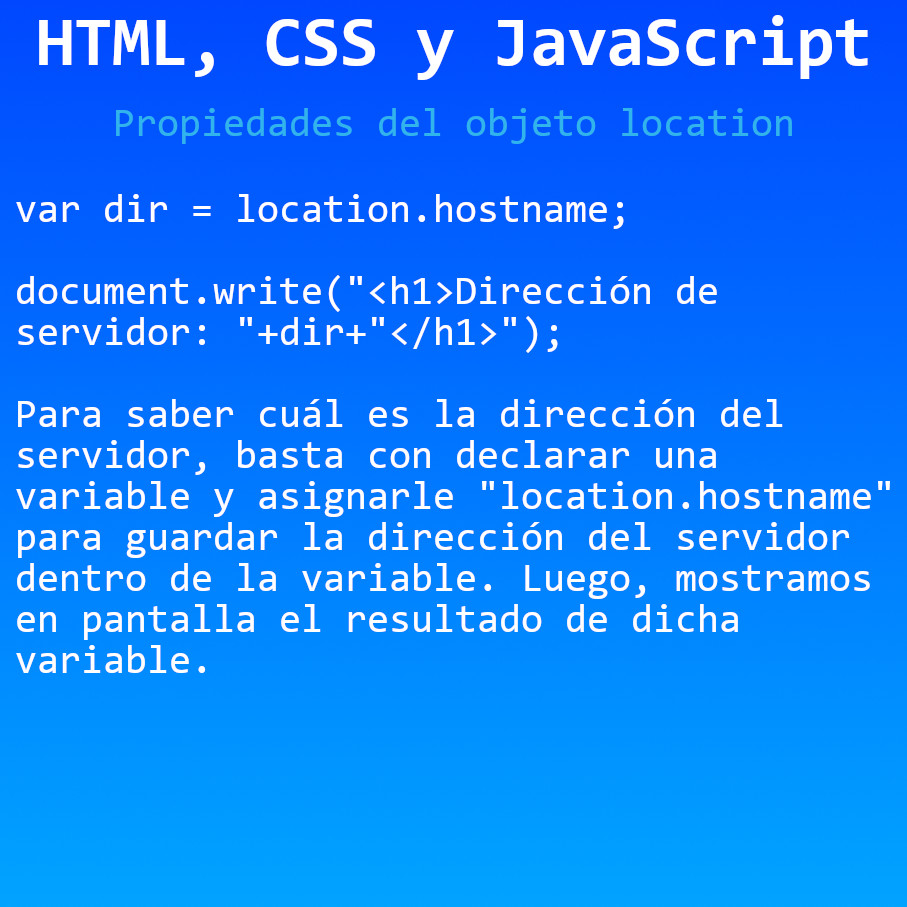 HTML, CSS y JavaScript
Propiedades del objeto location
var dir = location.hostname;
document.write("<h1>Dirección de
servidor: "+dir+"</h1>");
Para saber cuál es la dirección del
servidor, basta con declarar una
variable y asignarle "location.hostname"
para guardar la dirección del servidor
dentro de la variable. Luego, mostramos
en pantalla el resultado de dicha
variable.